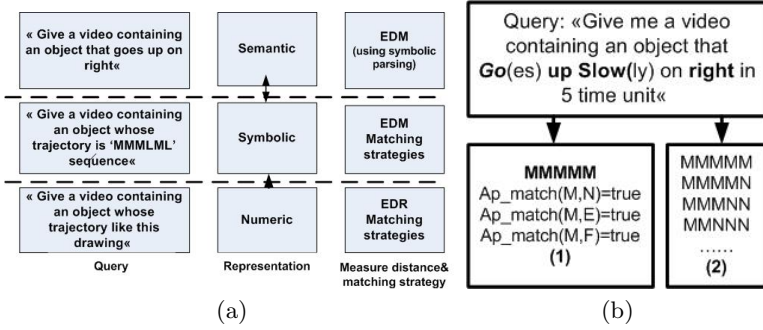 « Give a video containing
an object that goes up on
right«
Semantic
EDM
(using symbolic
parsing)
« Give a video containing
an object whose
trajectory is ‘MMMLML’
sequence«
Symbolic
EDM
Matching
strategies
« Give a video containing
an object whose
trajectory like this
drawing«
Numeric
EDR
Matching
strategies
Query
Representation
Measure distance&
matching strategy
(a)
Query: «Give me a video
containing an object that
Go(es) up Slow(ly) on right in
5 time unit«
MMMMM
Ap_match(M,N)=true
Ap_match(M,E)=true
Ap_match(M,F)=true
(1)
MMMMM
MMMMN
MMMNN
MMNNN
......
(2)
(b)